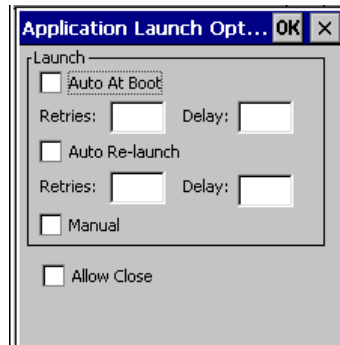 Application Launch Opt... OK ×
Launch
Auto At Boot
Retries: Delay:
Auto Re-launch
Retries: Delay:
Manual
Allow Close